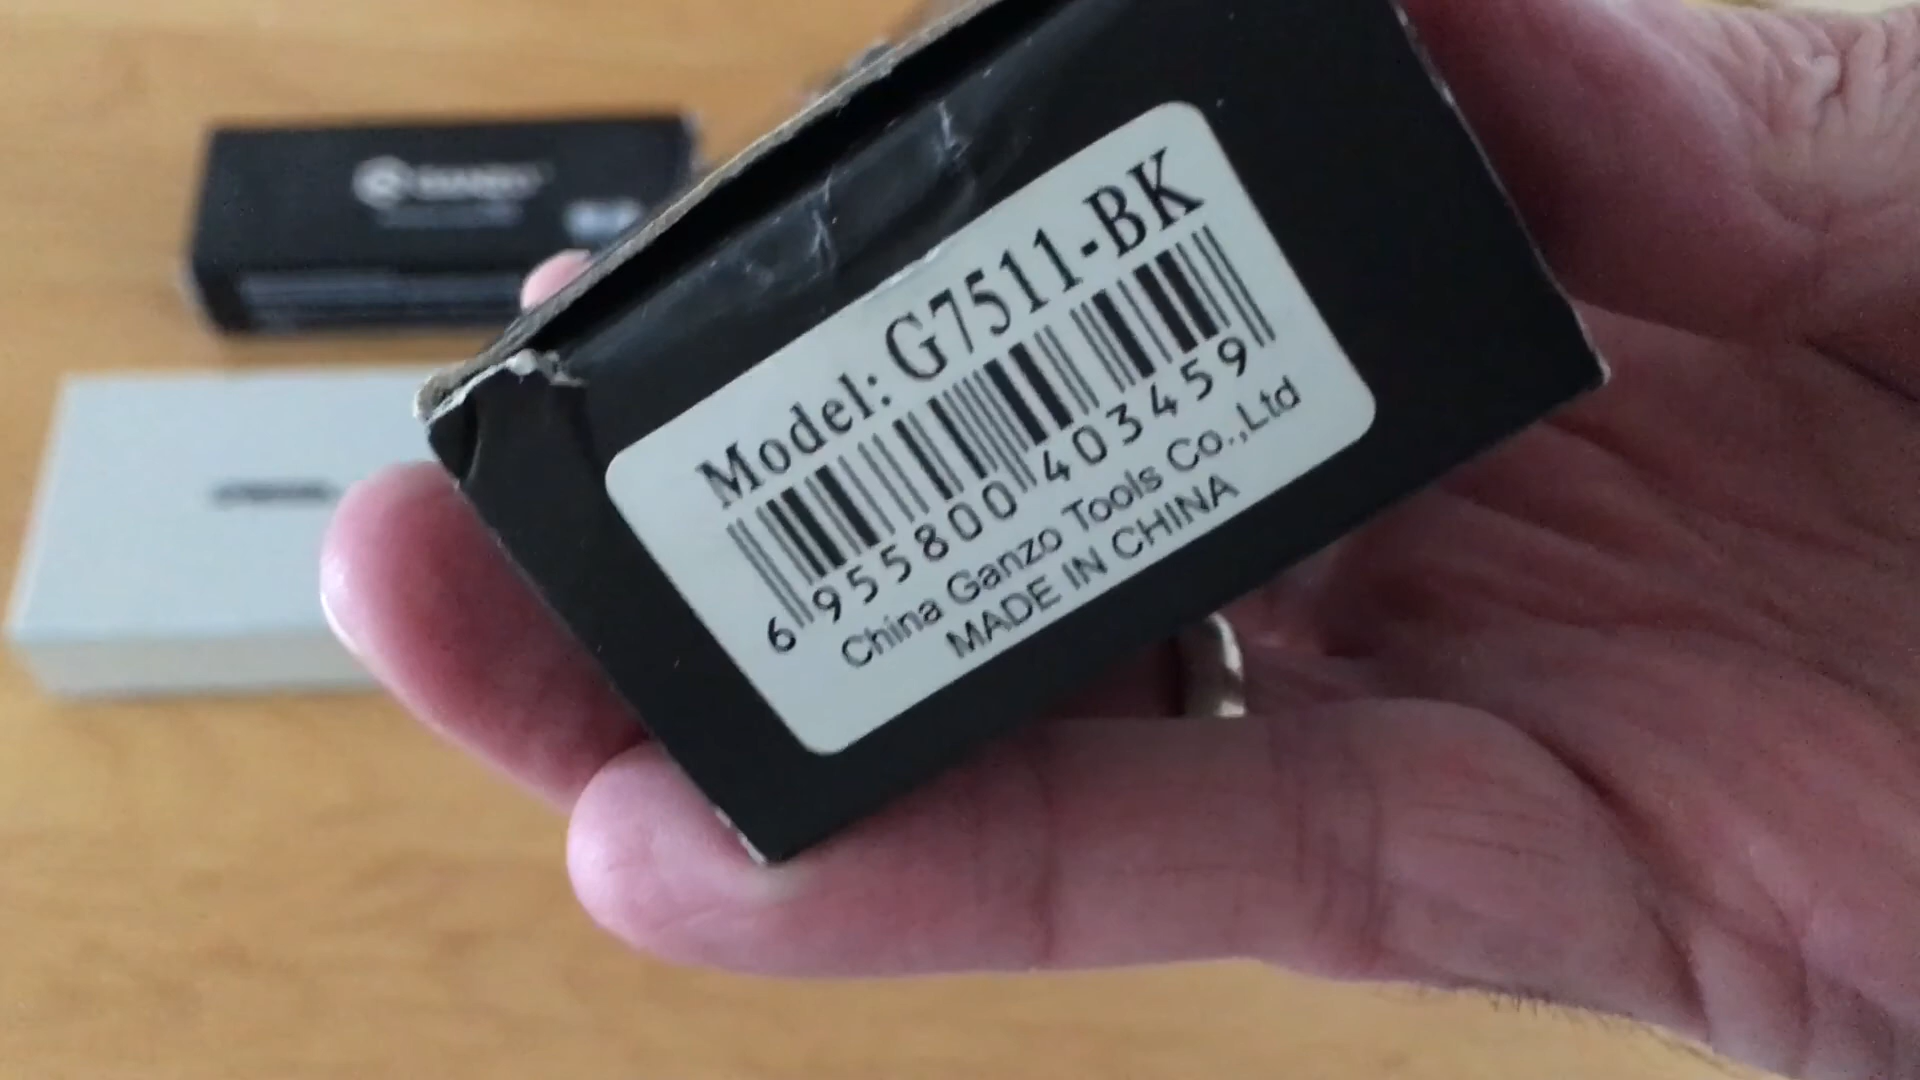 Model: G7511-BK
6 955800 403459
China Ganzo Tools Co.,Ltd
MADE IN CHINA